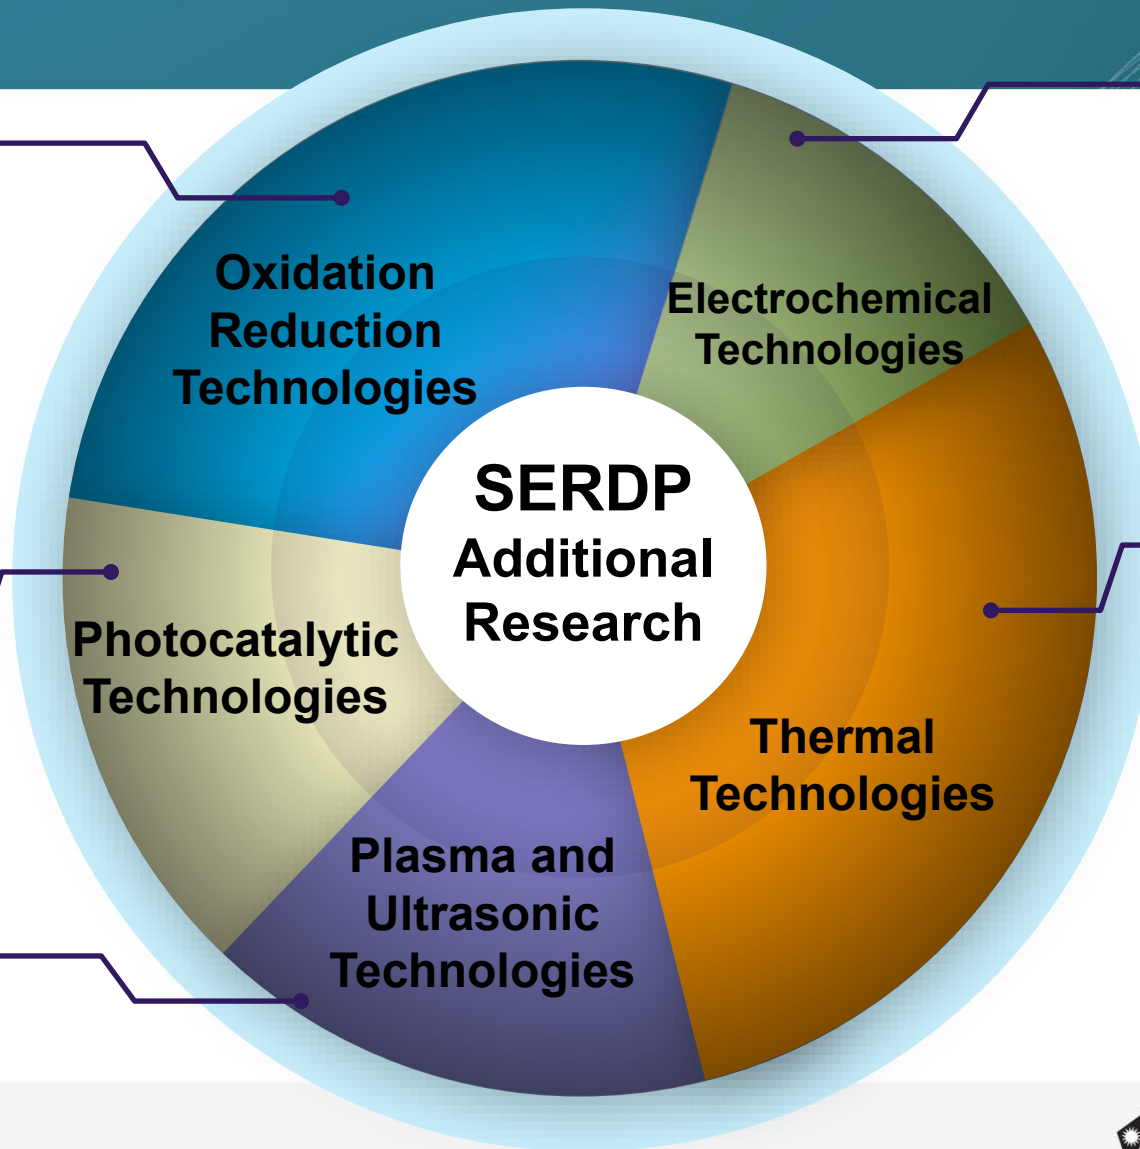 Oxidation
Reduction
Technologies
Electrochemical
Technologies
SERDP
Additional
Research
Photocatalytic
Technologies
Thermal
Technologies
Plasma and
Ultrasonic
Technologies